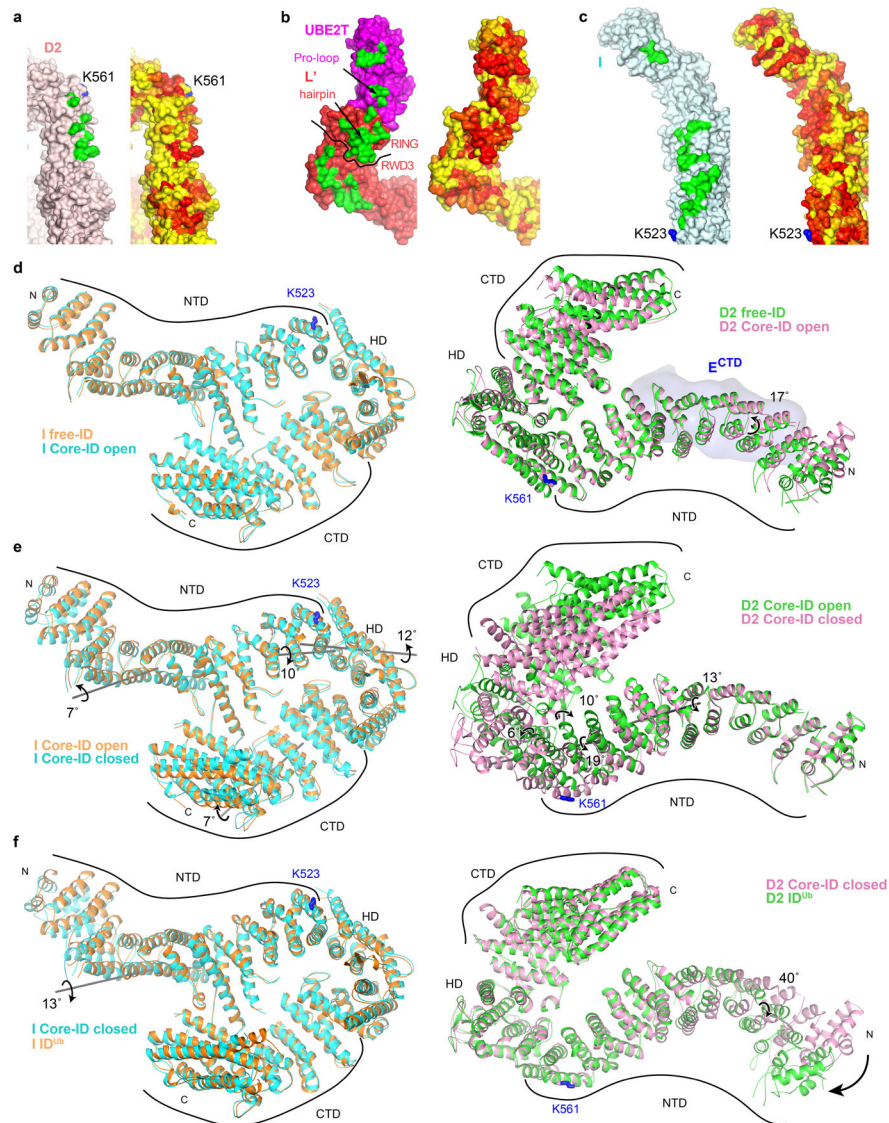 a
D2
K561
K561
b
UBE2T
Pro-loop
L'
hairpin
RING
RWD3
c
I
K523
K523
d
N
NTD
K523
HD
I free-ID
I Core-ID open
C
CTD
CTD
C
D2 free-ID
D2 Core-ID open
HD
E^CTD
17°
K561
N
NTD
e
N
NTD
K523
HD
12°
10°
7°
I Core-ID open
I Core-ID closed
C
7°
CTD
CTD
C
D2 Core-ID open
D2 Core-ID closed
HD
13°
10°
6°
19°
K561
N
NTD
f
N
NTD
K523
HD
13°
I Core-ID closed
I ID^Ub
C
CTD
CTD
C
D2 Core-ID closed
D2 ID^Ub
HD
40°
N
K561
NTD